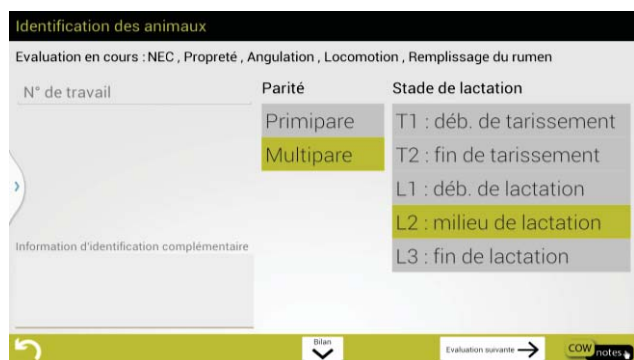 Identification des animaux
Evaluation en cours : NEC , Propreté , Angulation , Locomotion , Remplissage du rumen
N° de travail
Parité
Primipare
Multipare
Stade de lactation
T1 : déb. de tarissement
T2 : fin de tarissement
L1 : déb. de lactation
L2 : milieu de lactation
L3 : fin de lactation
Information d'identification complémentaire
Bilan
Evaluation suivante
COW notes